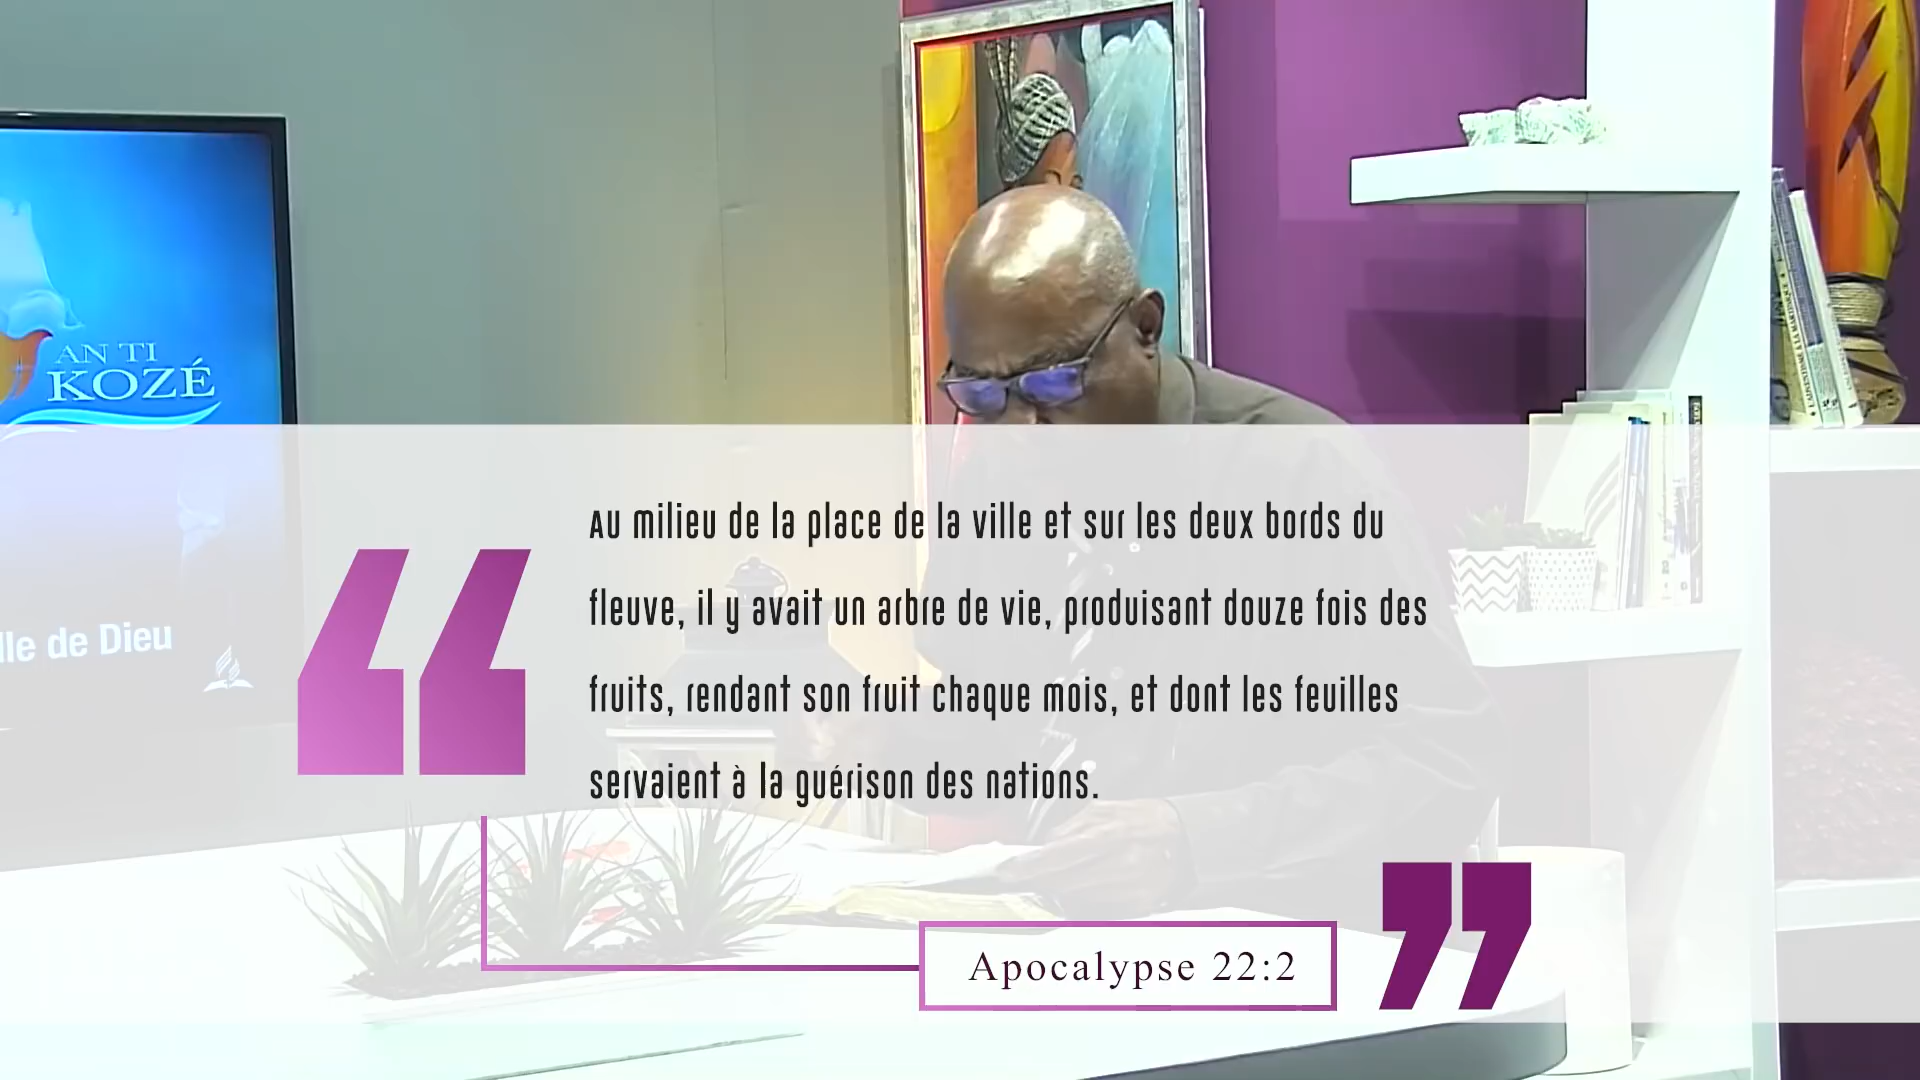 AN TI
KOZÉ
lle de Dieu
Au milieu de la place de la ville et sur les deux bords du
fleuve, il y avait un arbre de vie, produisant douze fois des
fruits, rendant son fruit chaque mois, et dont les feuilles
servaient à la guérison des nations.
Apocalypse 22:2